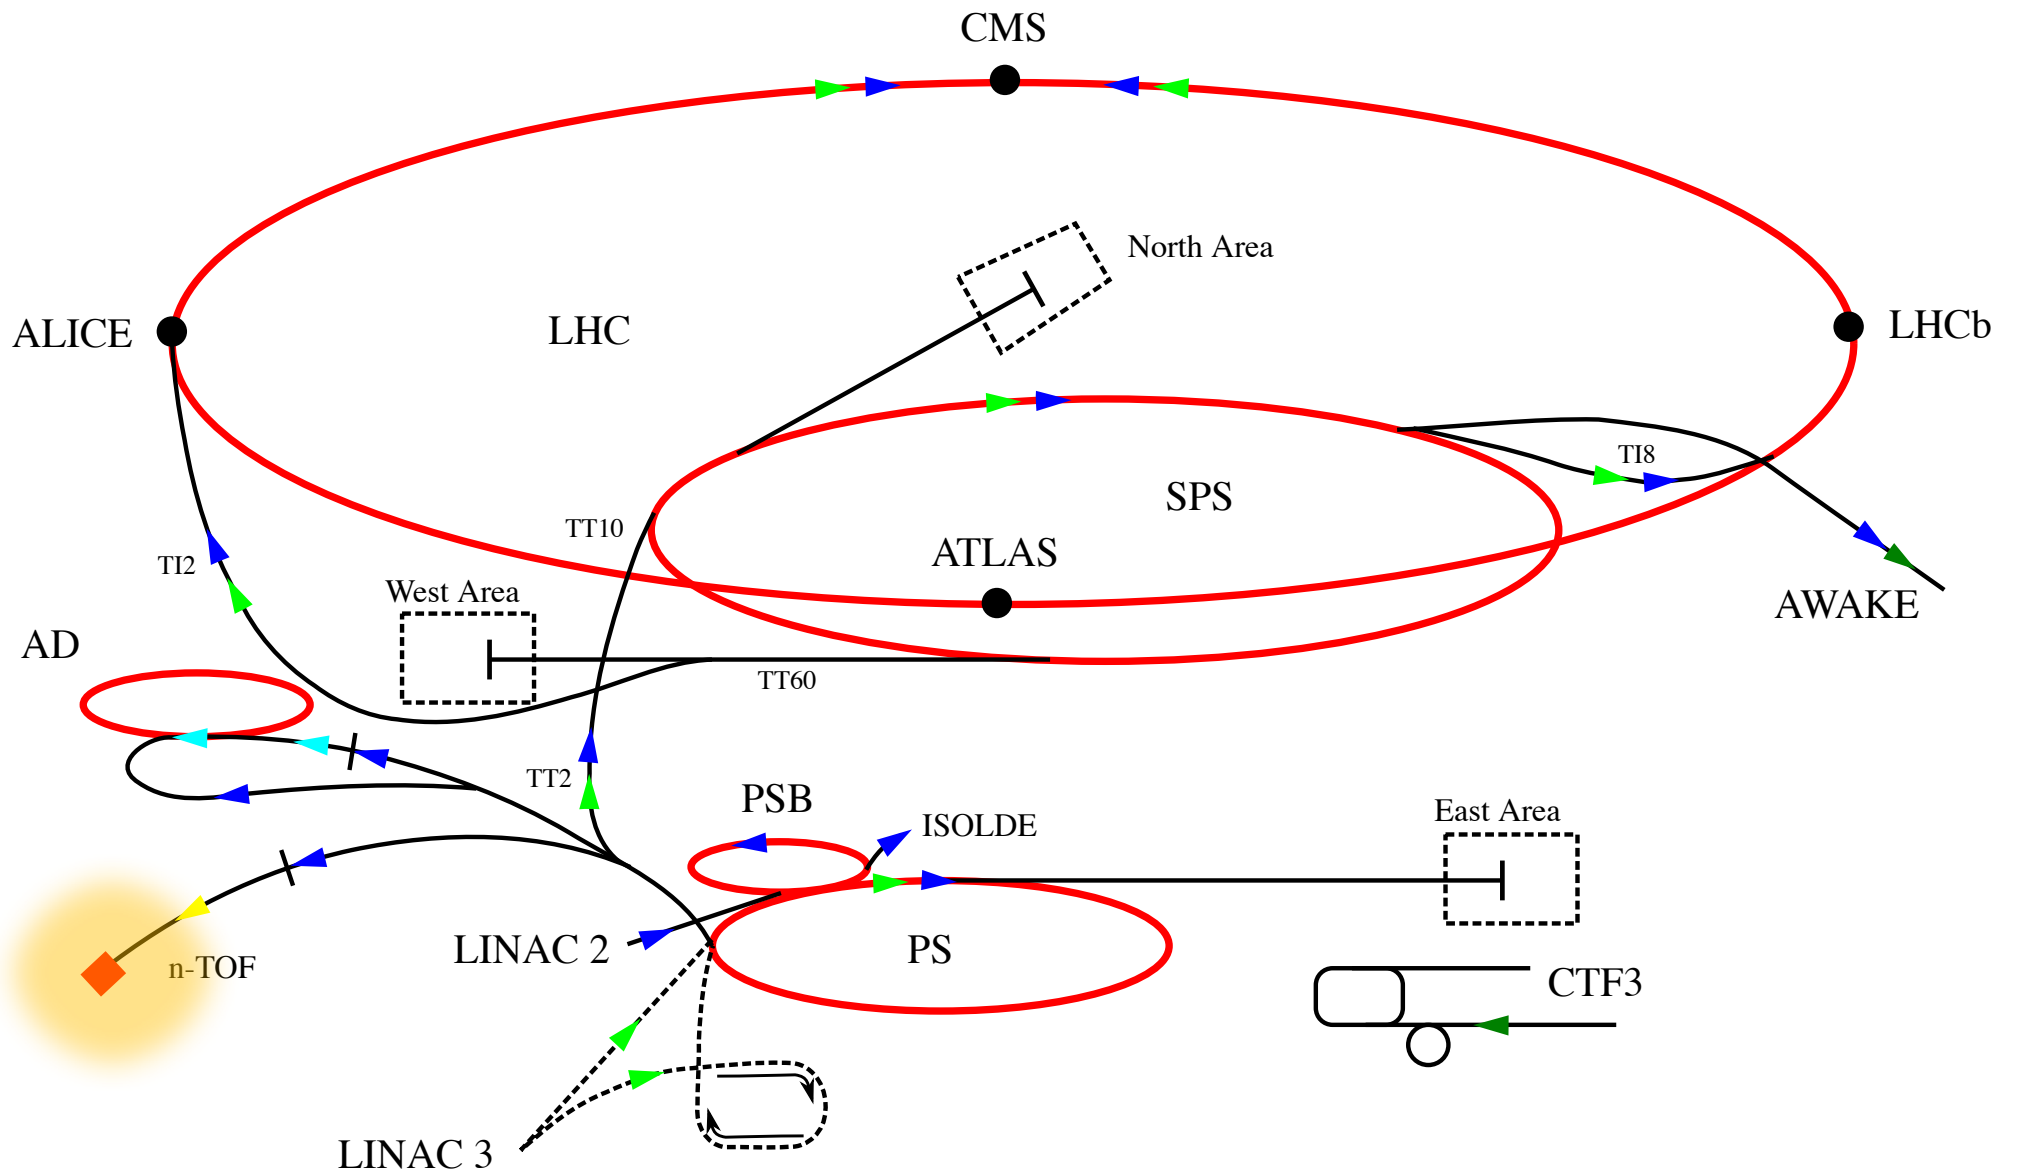 CMS
North Area
ALICE
LHC
LHCb
TI8
SPS
TT10
ATLAS
TI2
West Area
AWAKE
AD
TT60
TT2
PSB
ISOLDE
East Area
LINAC 2
PS
n-TOF
CTF3
LINAC 3